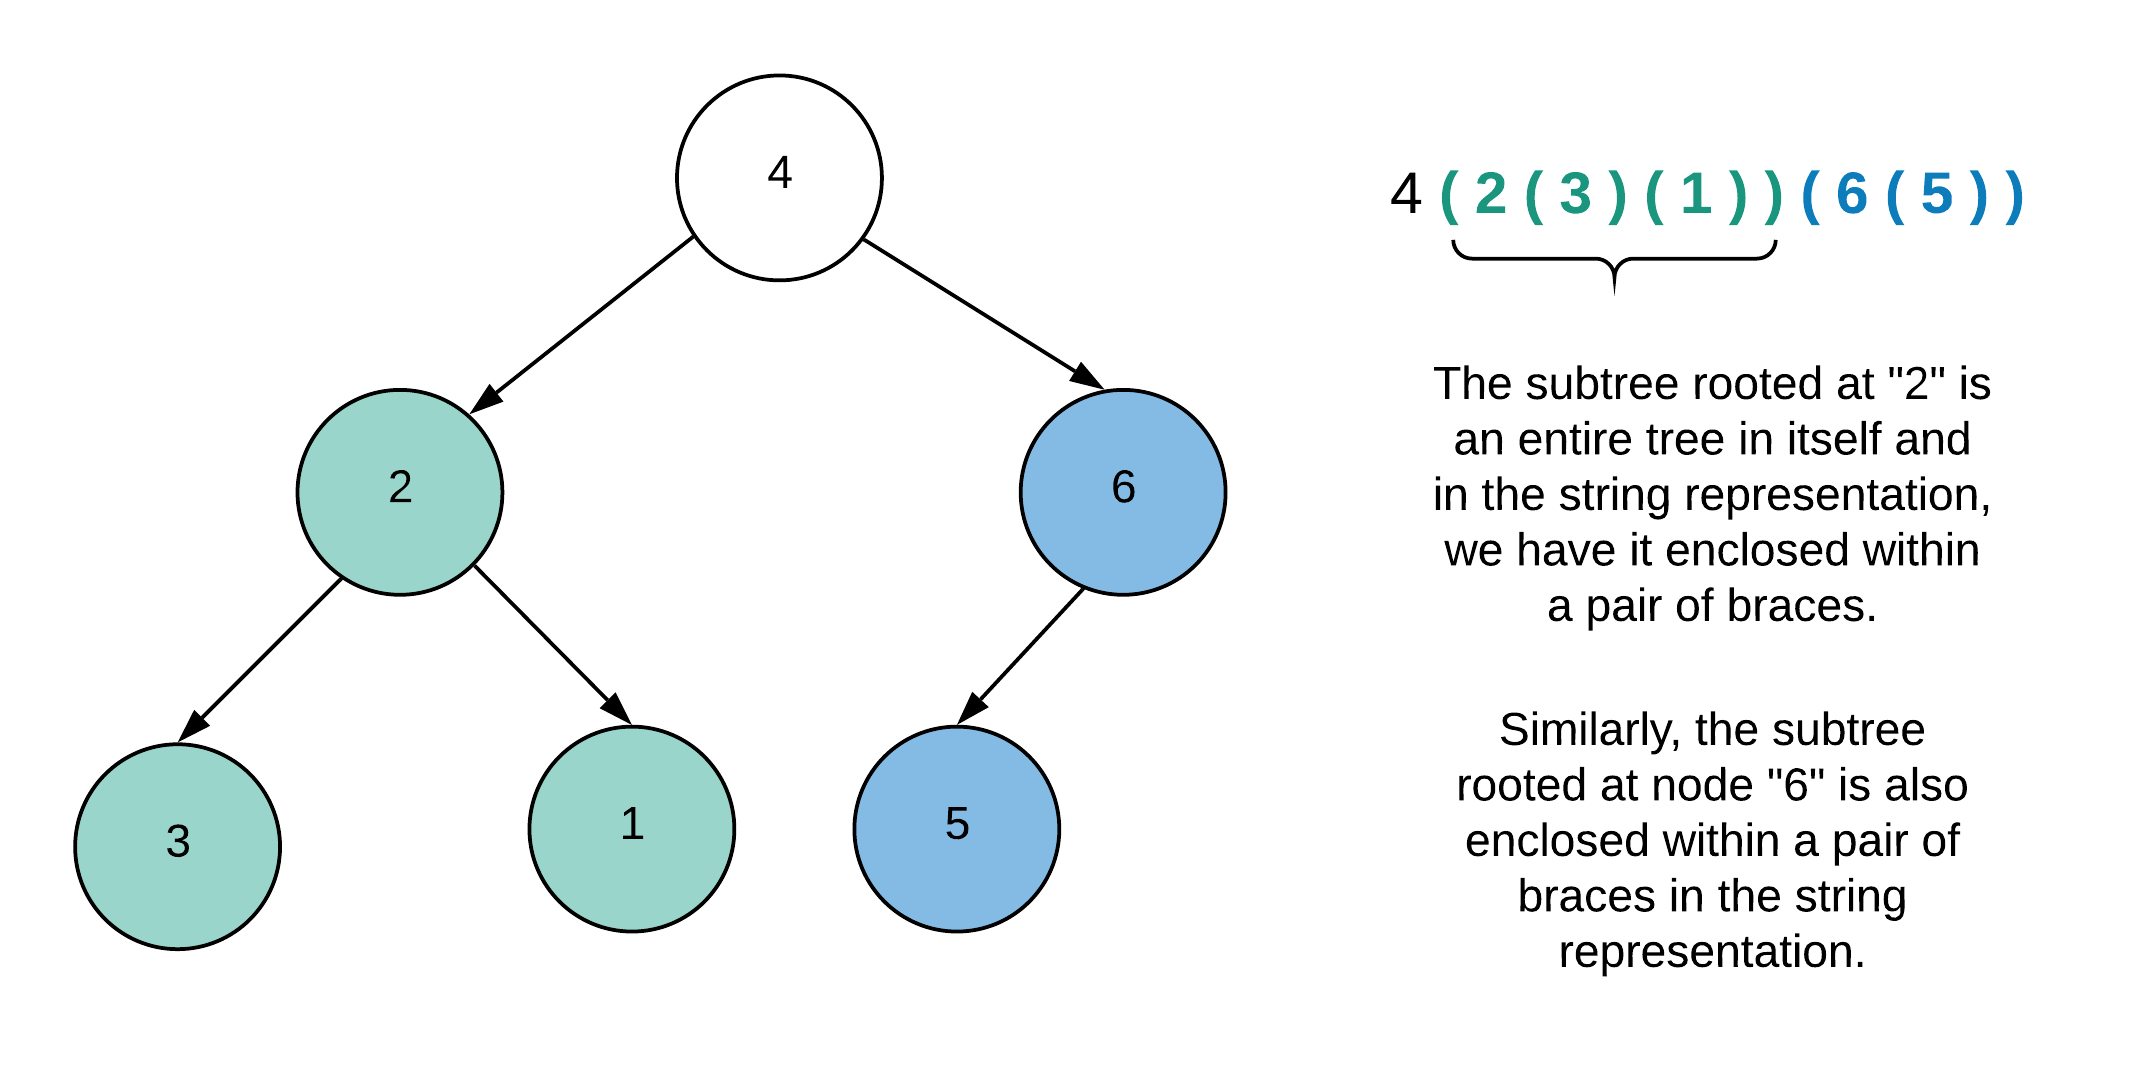 4
4(2(3)(1))(6(5))
2
6
3
1
5
The subtree rooted at "2" is
an entire tree in itself and
in the string representation,
we have it enclosed within
a pair of braces.
Similarly, the subtree
rooted at node "6" is also
enclosed within a pair of
braces in the string
representation.